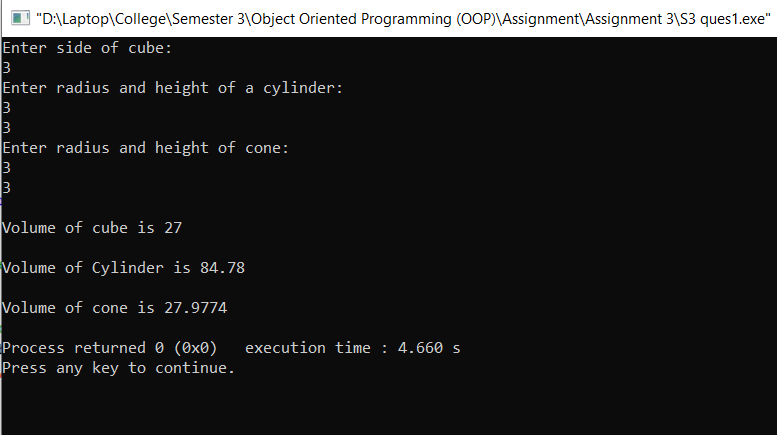 "D:\Laptop\College\Semester 3\Object Oriented Programming (OOP)\Assignment\Assignment 3\S3 ques1.exe"
Enter side of cube:
3
Enter radius and height of a cylinder:
3
3
Enter radius and height of cone:
3
3
Volume of cube is 27
Volume of Cylinder is 84.78
Volume of cone is 27.9774
Process returned 0 (0x0)   execution time : 4.660 s
Press any key to continue.